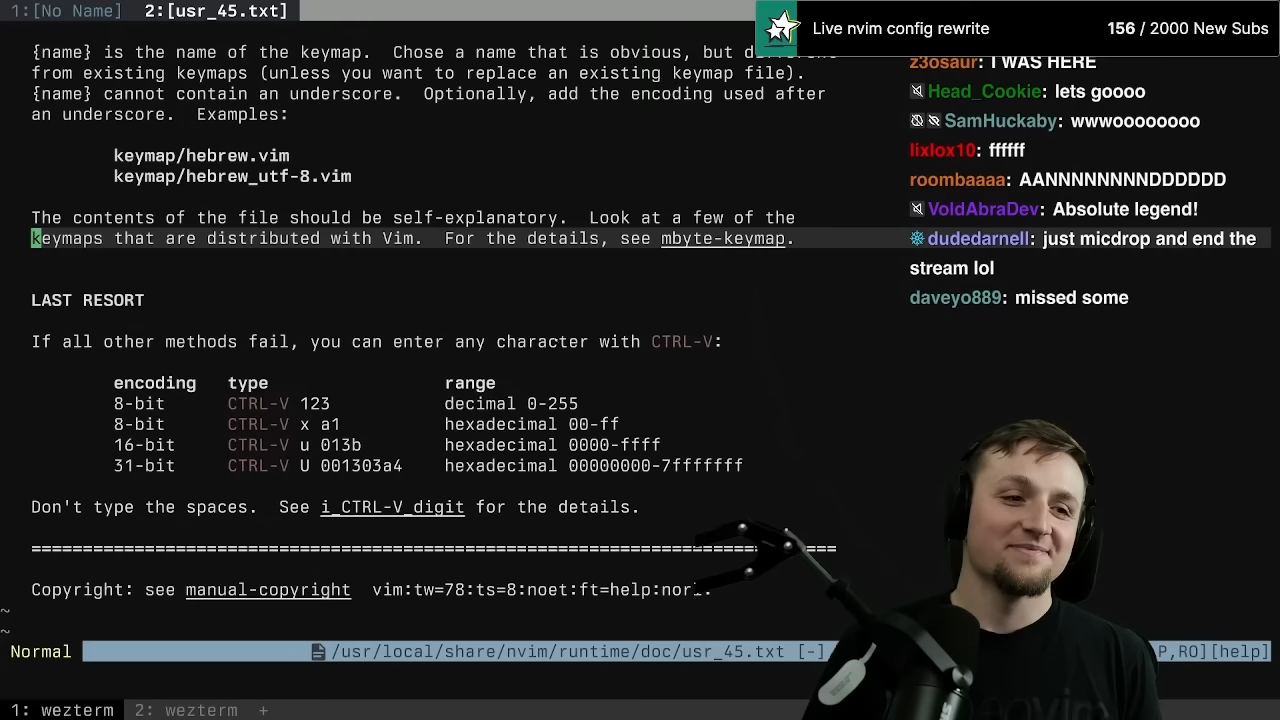 1:[No Name]  2:[usr_45.txt]
Live nvim config rewrite 156 / 2000 New Subs
{name} is the name of the keymap.  Chose a name that is obvious, but
from existing keymaps (unless you want to replace an existing keymap file).
{name} cannot contain an underscore.  Optionally, add the encoding used after
an underscore.  Examples:
keymap/hebrew.vim
keymap/hebrew_utf-8.vim
The contents of the file should be self-explanatory.  Look at a few of the
keymaps that are distributed with Vim.  For the details, see mbyte-keymap.
LAST RESORT
If all other methods fail, you can enter any character with CTRL-V:
encoding type range
8-bit CTRL-V 123 decimal 0-255
8-bit CTRL-V x a1 hexadecimal 00-ff
16-bit CTRL-V u 013b hexadecimal 0000-ffff
31-bit CTRL-V U 001303a4 hexadecimal 00000000-7fffffff
Don't type the spaces.  See i_CTRL-V_digit for the details.
================================================================================
Copyright: see manual-copyright  vim:tw=78:ts=8:noet:ft=help:norl:
Normal /usr/local/share/nvim/runtime/doc/usr_45.txt [-] P,RO][help]
1: wezterm  2: wezterm  +
z3osaur: I WAS HERE
Head_Cookie: lets goooo
SamHuckaby: wwwoooooooo
lixlox10: ffffff
roombaaaa: AANNNNNNNNDDDDDD
VoldAbraDev: Absolute legend!
dudedarnell: just micdrop and end the
stream lol
daveyo889: missed some